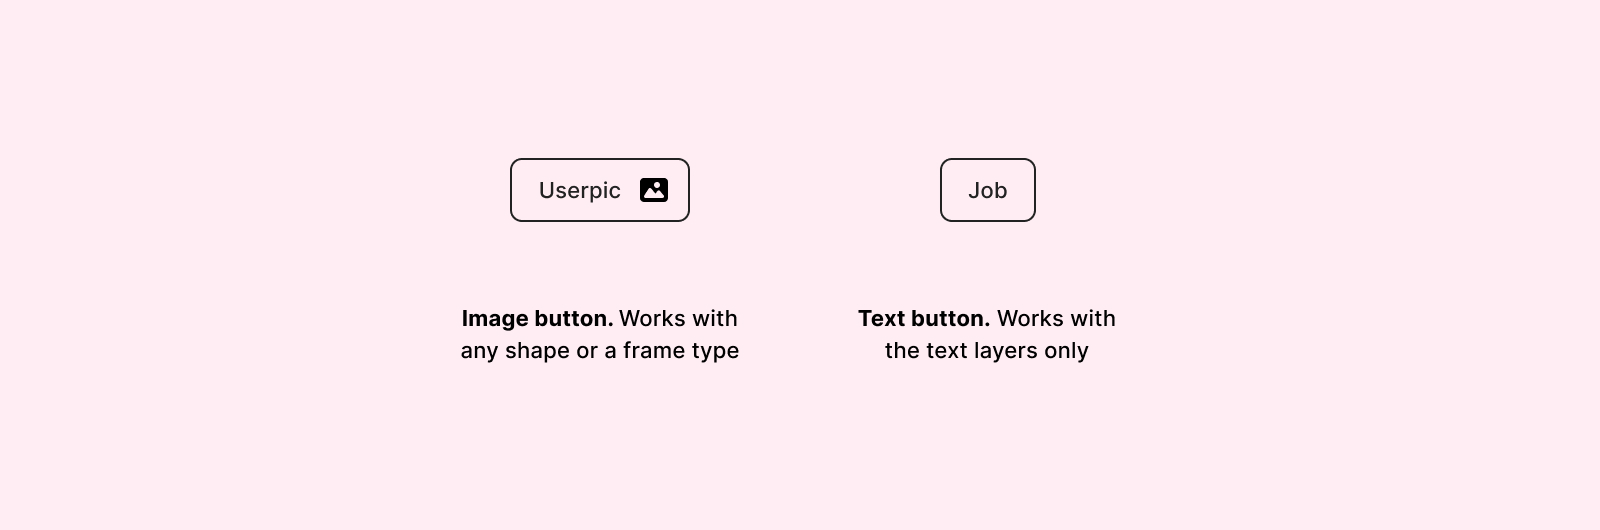 Userpic
Job
Image button. Works with
any shape or a frame type
Text button. Works with
the text layers only